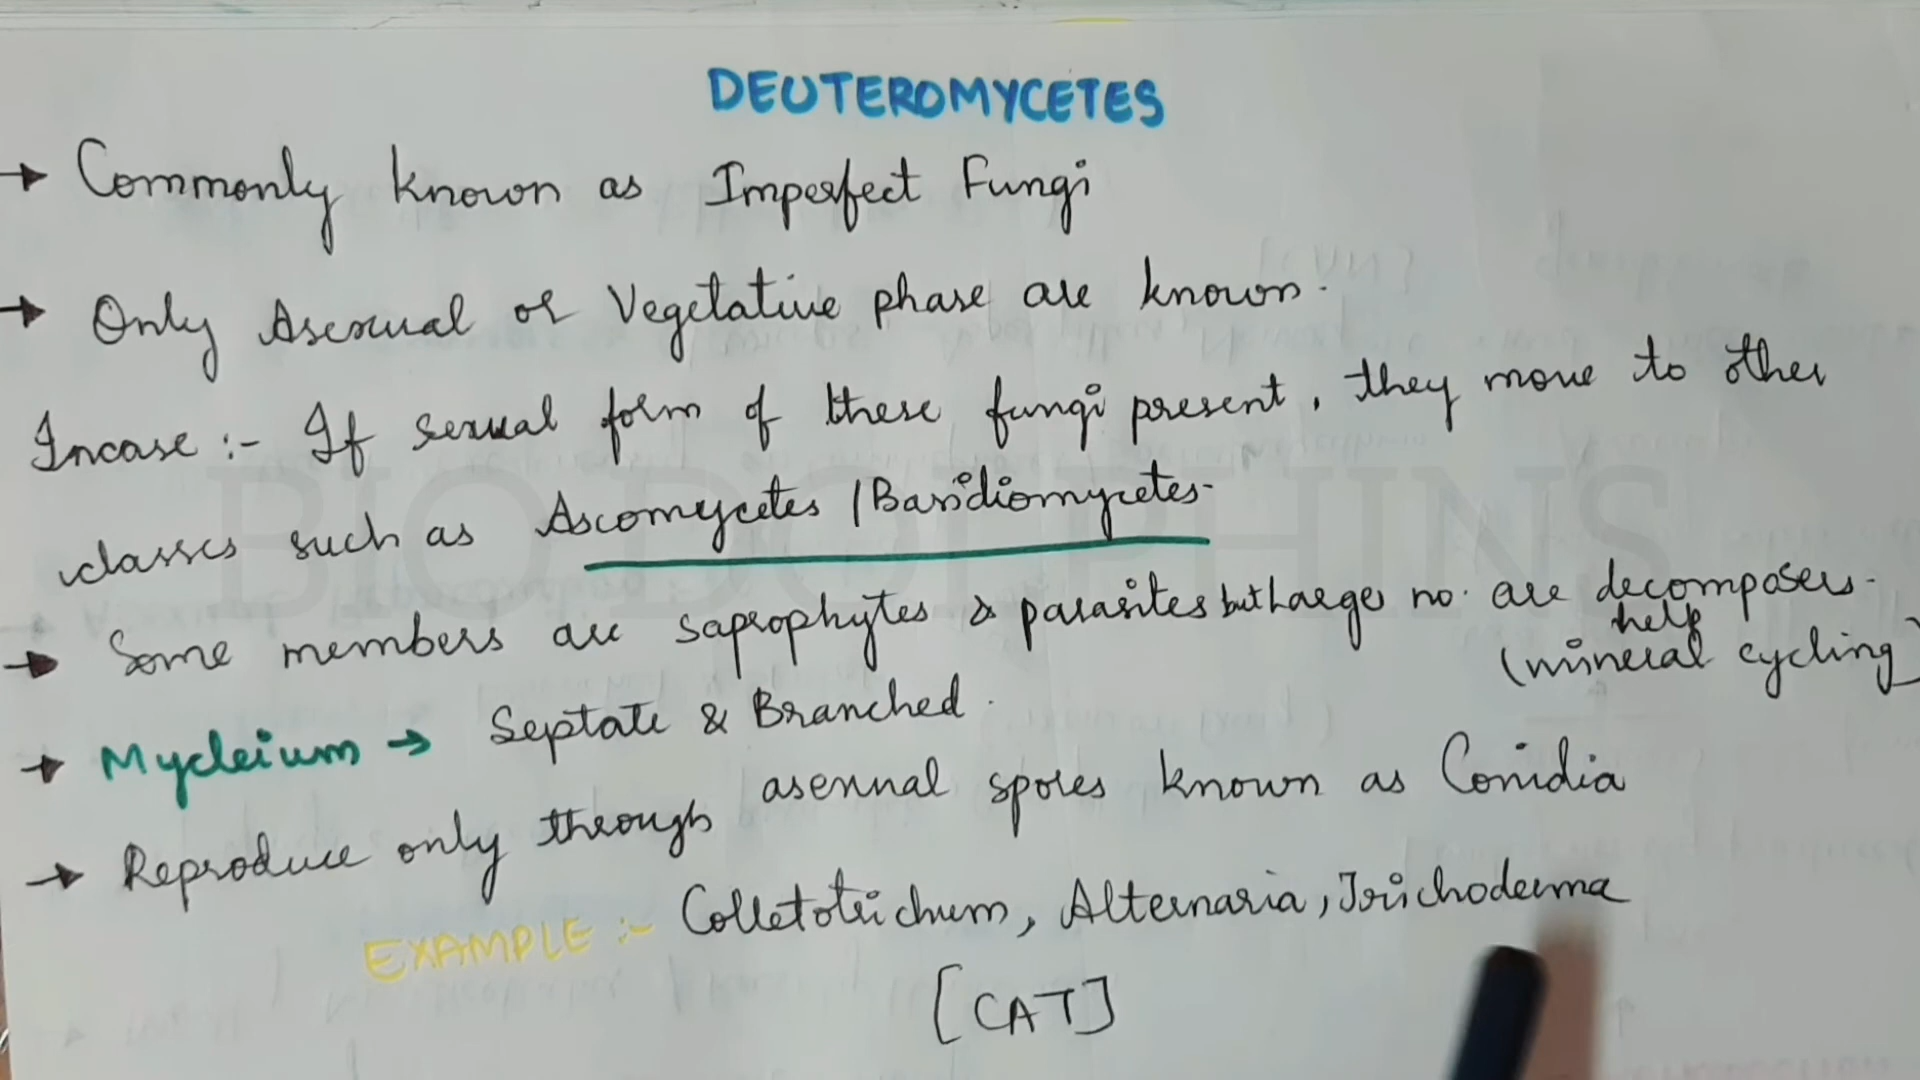 DEUTEROMYCETES
→ Commonly known as Imperfect Fungi
→ Only Asexual or Vegetative phase are known.
Incase :- If sexual form of these fungi present, they move to other
classes such as Ascomycetes / Basidiomycetes-
→ Some members are saprophytes & parasites but Large no. are decomposers.
help
(mineral cycling)
→ Mycleium → Septate & Branched.
→ Reproduce only through asexual spores known as Conidia
EXAMPLE :- Colletotrichum, Alternaria, Trichoderma
[CAT]
BIO DOLPHINS